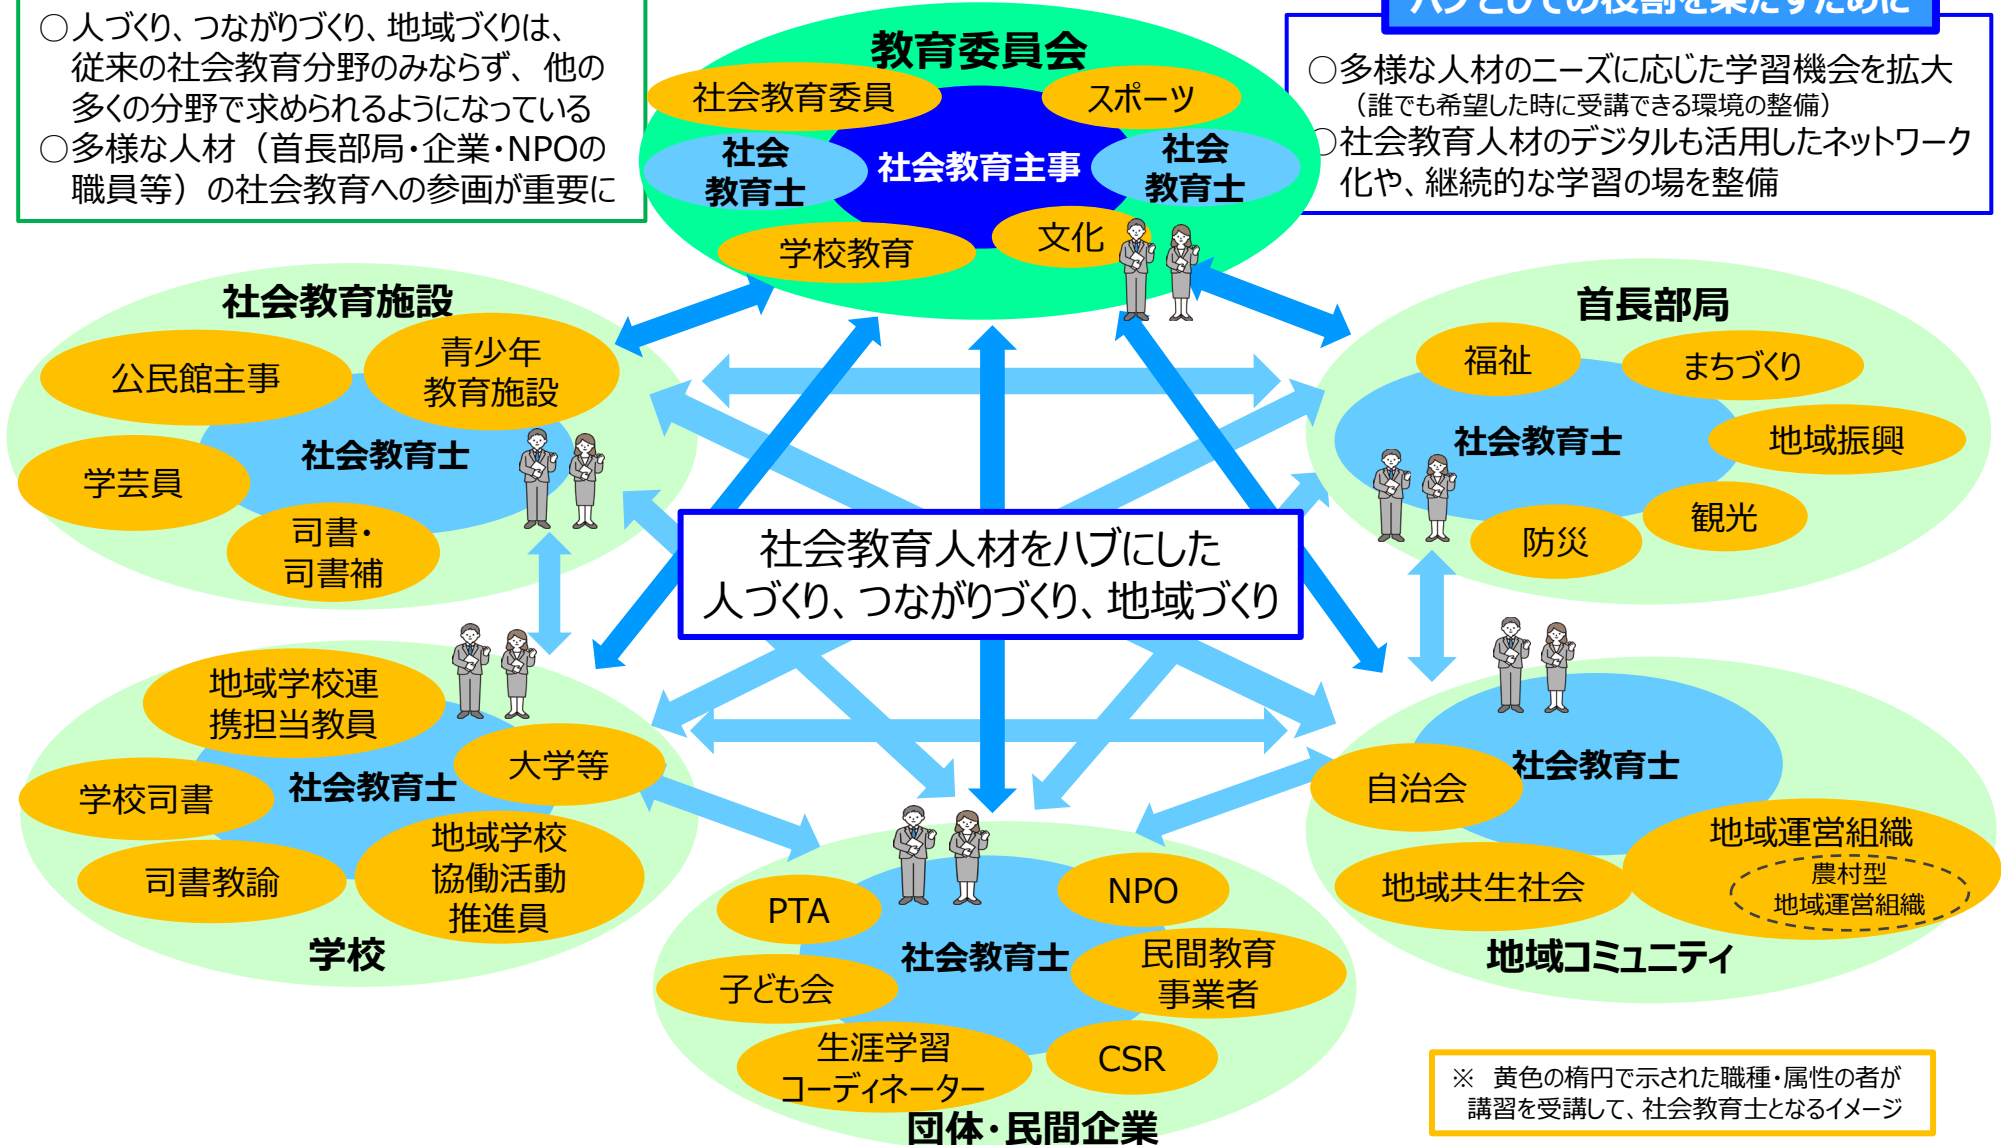 ○人づくり、つながりづくり、地域づくりは、
従来の社会教育分野のみならず、他の
多くの分野で求められるようになっている
○多様な人材（首長部局・企業・NPOの
職員等）の社会教育への参画が重要に
ハブとしての役割を果たすために
○多様な人材のニーズに応じた学習機会を拡大
（誰でも希望した時に受講できる環境の整備）
○社会教育人材のデジタルも活用したネットワーク
化や、継続的な学習の場を整備
教育委員会
社会教育委員
スポーツ
社会
教育士
社会教育主事
社会
教育士
学校教育
文化
社会教育施設
公民館主事
青少年
教育施設
社会教育士
学芸員
司書・
司書補
首長部局
福祉
まちづくり
社会教育士
地域振興
観光
防災
社会教育人材をハブにした
人づくり、つながりづくり、地域づくり
地域学校連
携担当教員
大学等
社会教育士
学校司書
司書教諭
地域学校
協働活動
推進員
学校
社会教育士
自治会
地域運営組織
農村型
地域運営組織
地域共生社会
地域コミュニティ
PTA
NPO
社会教育士
子ども会
民間教育
事業者
生涯学習
コーディネーター
CSR
団体・民間企業
※　黄色の楕円で示された職種・属性の者が
講習を受講して、社会教育士となるイメージ